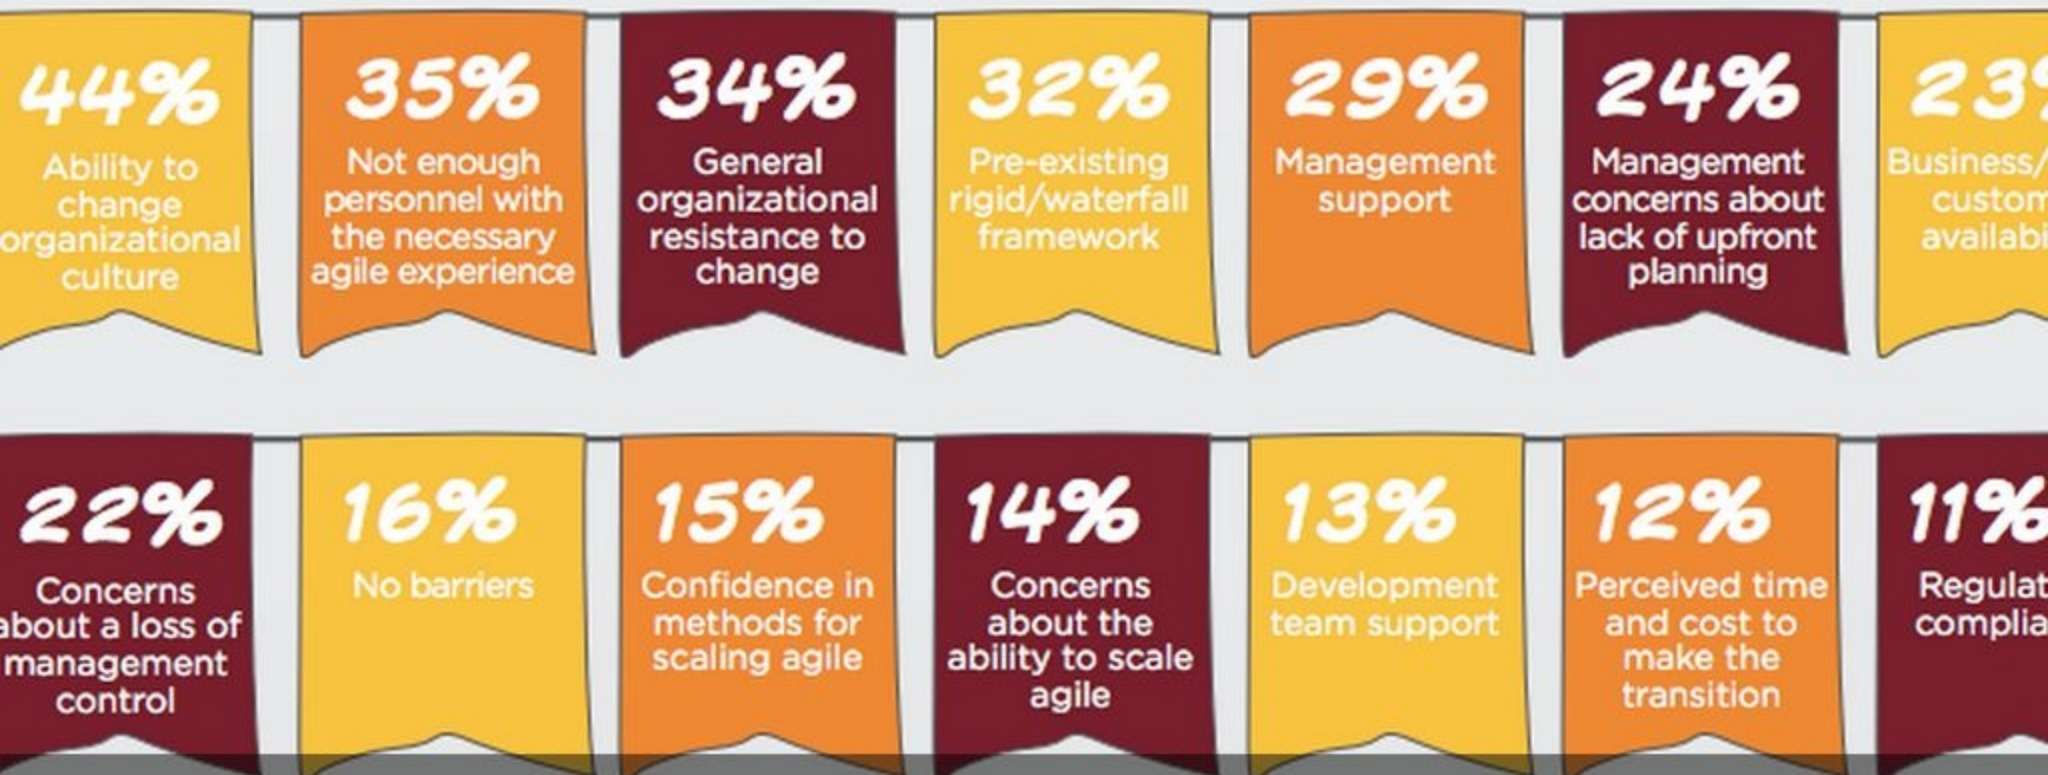 44%
Ability to
change
organizational
culture
35%
Not enough
personnel with
the necessary
agile experience
34%
General
organizational
resistance to
change
32%
Pre-existing
rigid/waterfall
framework
29%
Management
support
24%
Management
concerns about
lack of upfront
planning
23%
Business/
22%
Concerns
about a loss of
management
control
16%
No barriers
15%
Confidence in
methods for
scaling agile
14%
Concerns
about the
ability to scale
agile
13%
Development
team support
12%
Perceived time
and cost to
make the
transition
11%